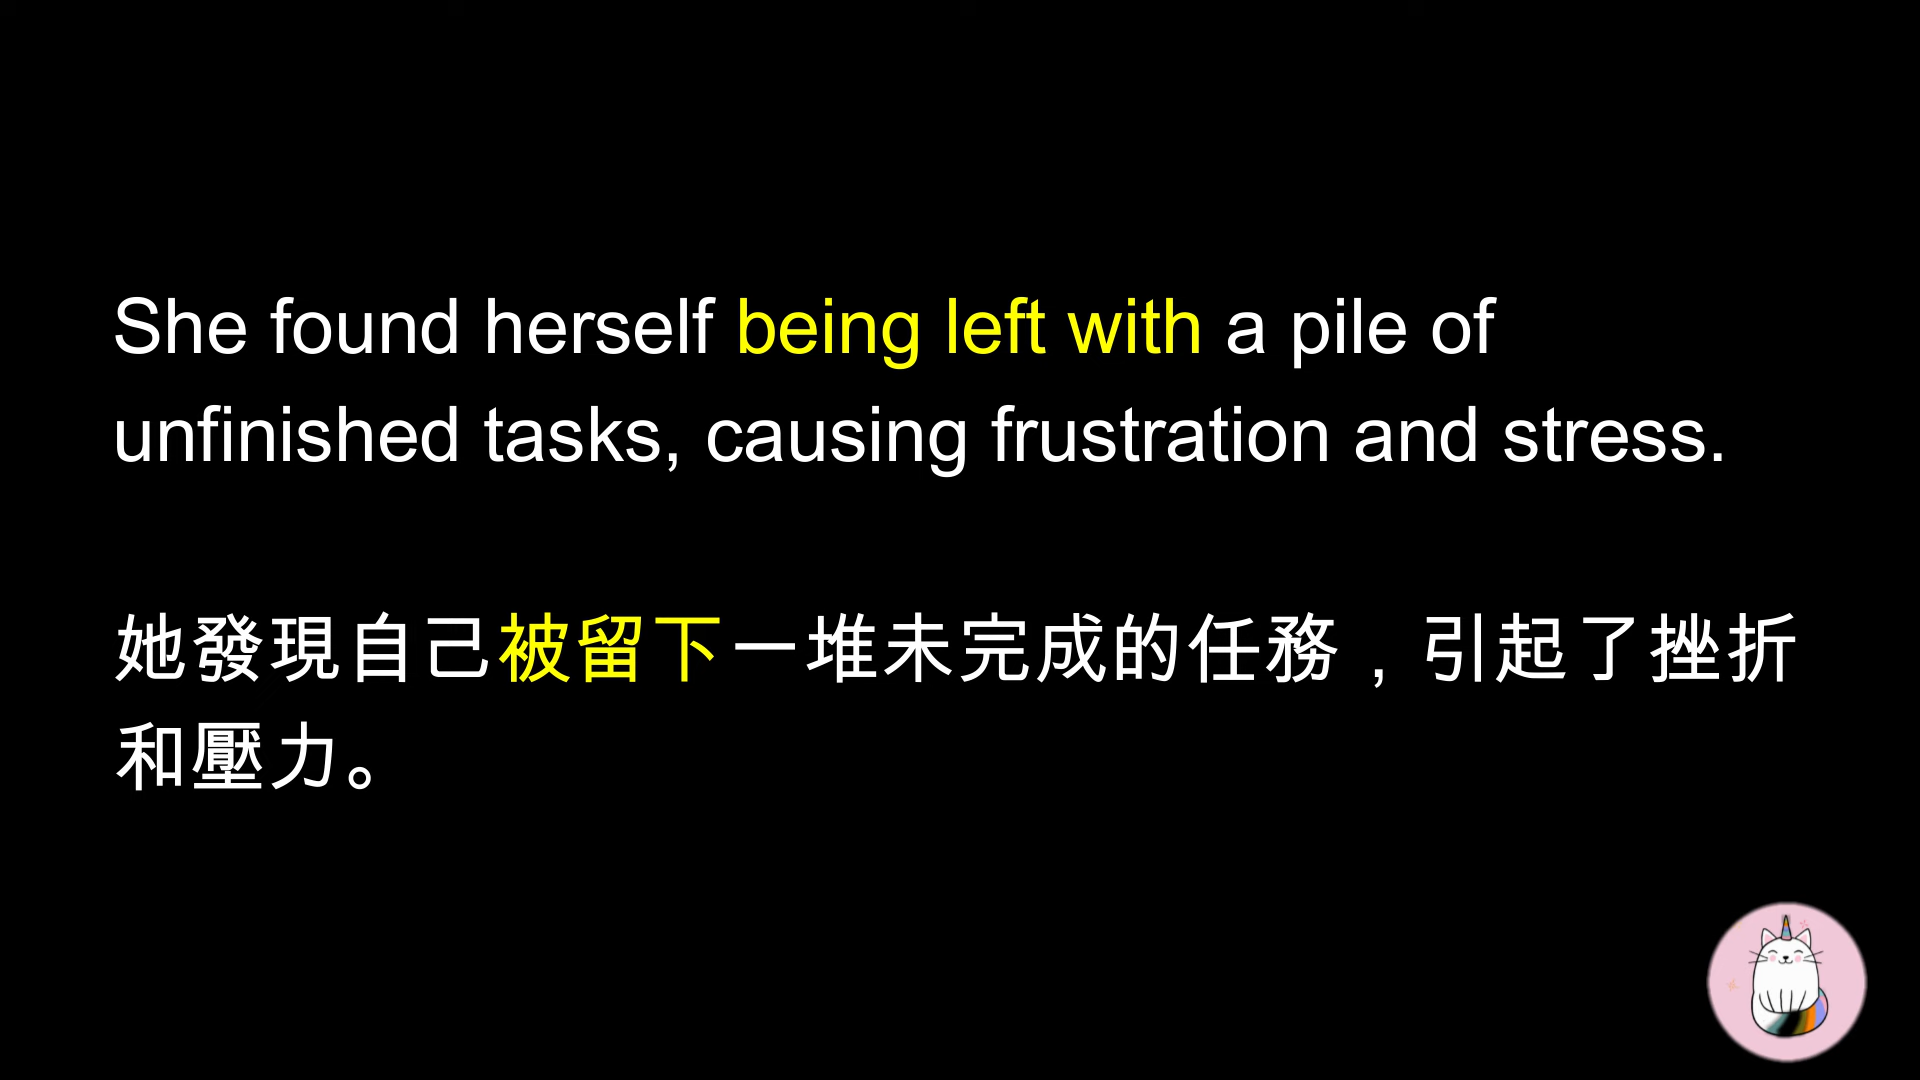 She found herself being left with a pile of
unfinished tasks, causing frustration and stress.
她發現自己被留下一堆未完成的任務，引起了挫折
和壓力。